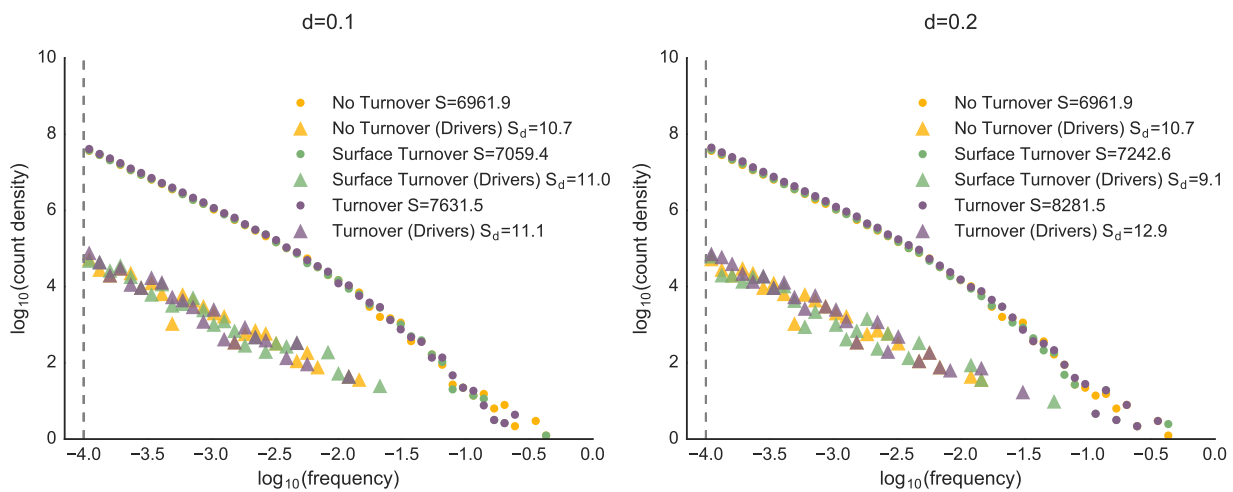 d=0.1
10
8
6
4
2
0
log10(count density)
−4.0 −3.5 −3.0 −2.5 −2.0 −1.5 −1.0 −0.5 0.0
log10(frequency)
No Turnover S=6961.9
No Turnover (Drivers) Sd=10.7
Surface Turnover S=7059.4
Surface Turnover (Drivers) Sd=11.0
Turnover S=7631.5
Turnover (Drivers) Sd=11.1
d=0.2
10
8
6
4
2
0
log10(count density)
−4.0 −3.5 −3.0 −2.5 −2.0 −1.5 −1.0 −0.5 0.0
log10(frequency)
No Turnover S=6961.9
No Turnover (Drivers) Sd=10.7
Surface Turnover S=7242.6
Surface Turnover (Drivers) Sd=9.1
Turnover S=8281.5
Turnover (Drivers) Sd=12.9